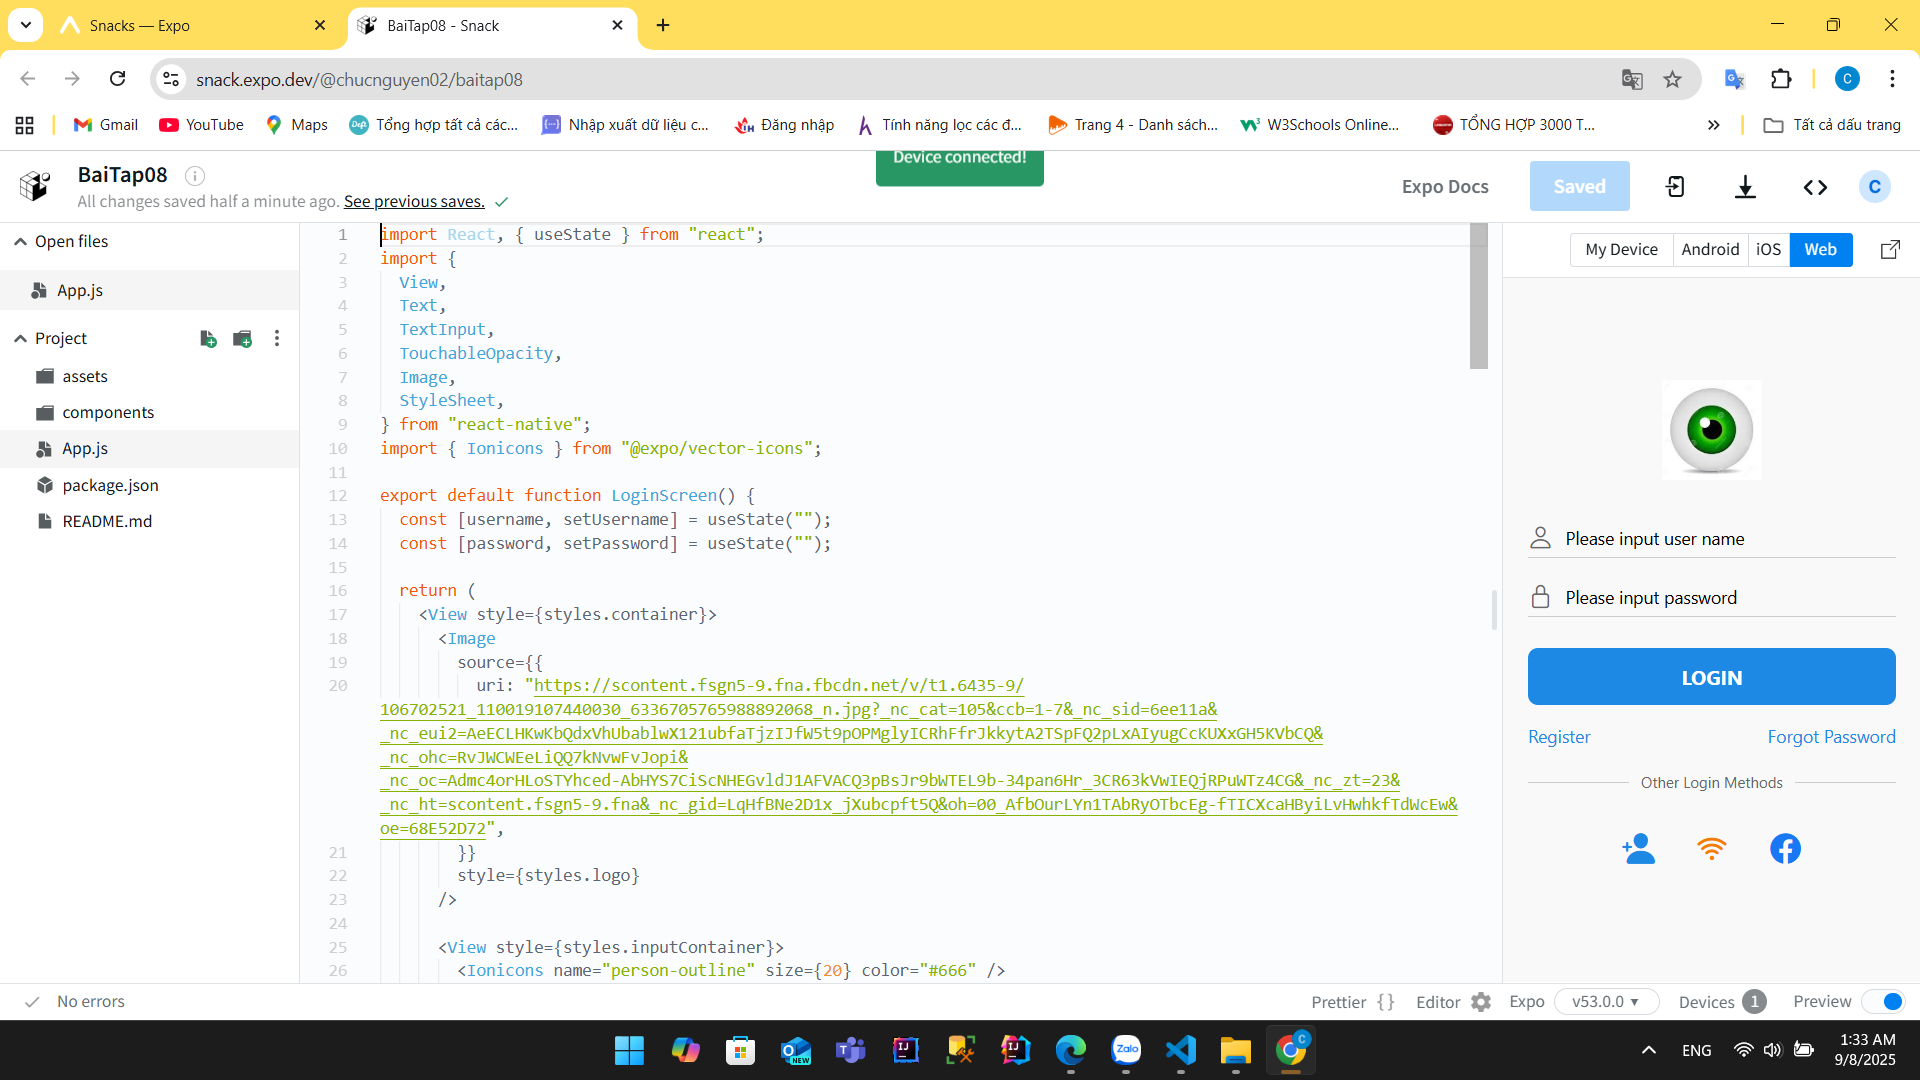 Snacks — Expo
BaiTap08 - Snack
snack.expo.dev/@chucnguyen02/baitap08
C
Gmail
YouTube
Maps
Tổng hợp tất cả các...
Nhập xuất dữ liệu c...
Đăng nhập
Tính năng lọc các đ...
Trang 4 - Danh sách...
W3Schools Online...
TỔNG HỢP 3000 T...
Tất cả dấu trang
BaiTap08
All changes saved half a minute ago. See previous saves.
Device connected!
Expo Docs
Saved
C
Open files
App.js
Project
assets
components
App.js
package.json
README.md
1 import React, { useState } from "react";
2 import {
3 View,
4 Text,
5 TextInput,
6 TouchableOpacity,
7 Image,
8 StyleSheet,
9 } from "react-native";
10 import { Ionicons } from "@expo/vector-icons";
11
12 export default function LoginScreen() {
13 const [username, setUsername] = useState("");
14 const [password, setPassword] = useState("");
15
16 return (
17 <View style={styles.container}>
18 <Image
19 source={{
20 uri: "https://scontent.fsgn5-9.fna.fbcdn.net/v/t1.6435-9/
106702521_110019107440030_6336705765988892068_n.jpg?_nc_cat=105&ccb=1-7&_nc_sid=6ee11a&
_nc_eui2=AeECLHKwKbQdxVhUbablwX121ubfaTjzIJfW5t9pOPMglyICRhFfrJkkytA2TSpFQ2pLxAIyugCcKUXxGH5KVbCQ&
_nc_ohc=RvJWCWEeLiQQ7kNvwFvJopi&
_nc_oc=Admc4orHLoSTYhced-AbHYS7CiScNHEGvldJ1AFVACQ3pBsJr9bWTEL9b-34pan6Hr_3CR63kVwIEQjRPuWTz4CG&_nc_zt=23&
_nc_ht=scontent.fsgn5-9.fna&_nc_gid=LqHfBNe2D1x_jXubcpft5Q&oh=00_AfbOurLYn1TAbRyOTbcEg-fTICXcaHByiLvHwhkfTdWcEw&
oe=68E52D72",
21 }}
22 style={styles.logo}
23 />
24
25 <View style={styles.inputContainer}>
26 <Ionicons name="person-outline" size={20} color="#666" />
My Device
Android
iOS
Web
Please input user name
Please input password
LOGIN
Register
Forgot Password
Other Login Methods
No errors
Prettier {}
Editor
Expo
v53.0.0
Devices 1
Preview
NEW
Zalo
C
ENG
1:33 AM
9/8/2025